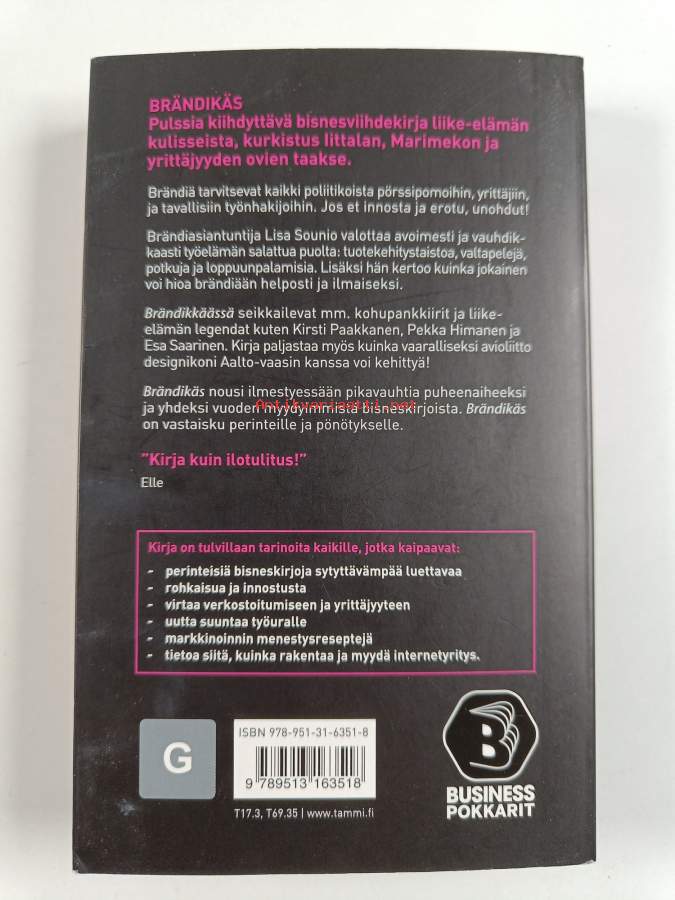 BRÄNDIKÄS
Pulssia kiihdyttävä bisnesviihdekirja liike-elämän
kulisseista, kurkistus Iittalan, Marimekon ja
yrittäjyyden ovien taakse.
Brändiä tarvitsevat kaikki poliitikoista pörssipomoihin, yrittäjiin,
ja tavallisiin työnhakijoihin. Jos et innosta ja erotu, unohdut!
Brändiasiantuntija Lisa Sounio valottaa avoimesti ja vauhdik-
kaasti työelämän salattua puolta: tuotekehitystaistoa, valtapelejä,
potkuja ja loppuunpalamisia. Lisäksi hän kertoo kuinka jokainen
voi hioa brändiään helposti ja ilmaiseksi.
Brändikkäässä seikkailevat mm. kohupankkiirit ja liike-
elämän legendat kuten Kirsti Paakkanen, Pekka Himanen ja
Esa Saarinen. Kirja paljastaa myös kuinka vaaralliseksi avioliitto
designikoni Aalto-vaasin kanssa voi kehittyä!
Brändikäs nousi ilmestyessään pikavauhtia puheenaiheeksi
Antikvariaatti.net
ja yhdeksi vuoden myydyimmistä bisneskirjoista. Brändikäs
on vastaisku perinteille ja pönötykselle.
”Kirja kuin ilotulitus!”
Elle
Kirja on tulvillaan tarinoita kaikille, jotka kaipaavat:
- perinteisiä bisneskirjoja sytyttävämpää luettavaa
- rohkaisua ja innostusta
- virtaa verkostoitumiseen ja yrittäjyyteen
- uutta suuntaa työuralle
- markkinoinnin menestysreseptejä
- tietoa siitä, kuinka rakentaa ja myydä internetyritys.
G
ISBN 978-951-31-6351-8
9 789513 163518
T17.3, T69.35 | www.tammi.fi
B
BUSINESS
POKKARIT